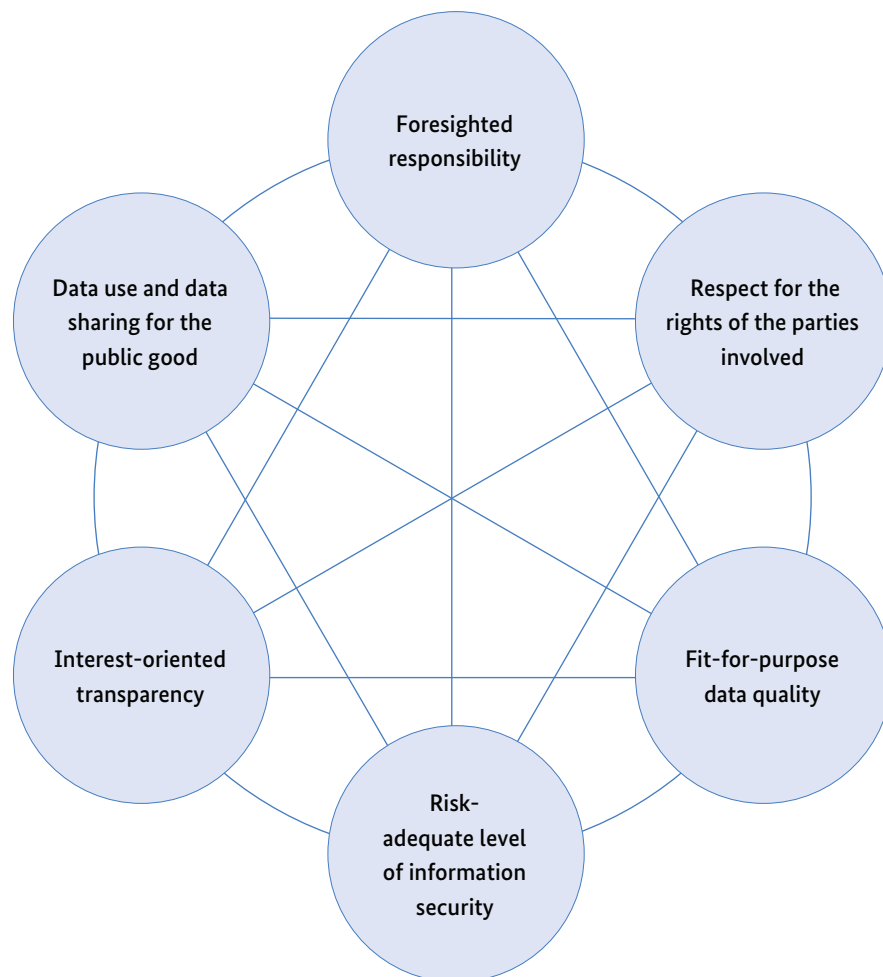 Foresighted
responsibility
Data use and data
sharing for the
public good
Respect for the
rights of the parties
involved
Interest-oriented
transparency
Fit-for-purpose
data quality
Risk-
adequate level
of information
security